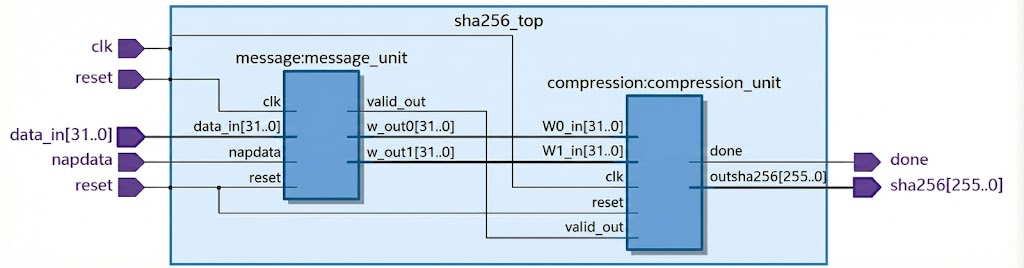 sha256_top
clk
reset
data_in[31..0]
napdata
reset
message:message_unit
clk
data_in[31..0]
napdata
reset
valid_out
w_out0[31..0]
w_out1[31..0]
compression:compression_unit
W0_in[31..0]
W1_in[31..0]
clk
reset
valid_out
done
outsha256[255..0]
done
sha256[255..0]